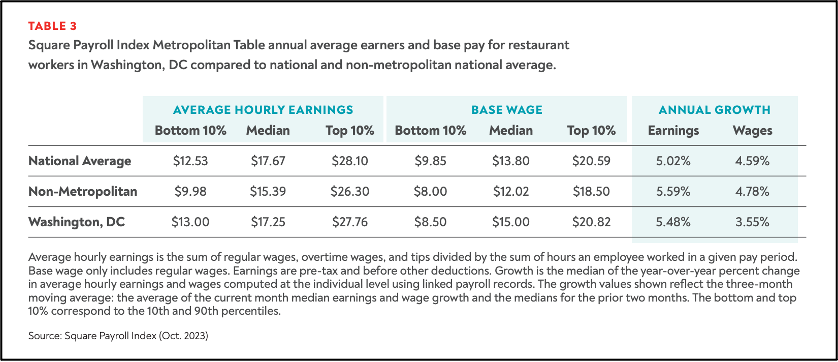 TABLE 3
Square Payroll Index Metropolitan Table annual average earners and base pay for restaurant
workers in Washington, DC compared to national and non-metropolitan national average.
AVERAGE HOURLY EARNINGS BASE WAGE ANNUAL GROWTH
Bottom 10% Median Top 10% Bottom 10% Median Top 10% Earnings Wages
National Average $12.53 $17.67 $28.10 $9.85 $13.80 $20.59 5.02% 4.59%
Non-Metropolitan $9.98 $15.39 $26.30 $8.00 $12.02 $18.50 5.59% 4.78%
Washington, DC $13.00 $17.25 $27.76 $8.50 $15.00 $20.82 5.48% 3.55%
Average hourly earnings is the sum of regular wages, overtime wages, and tips divided by the sum of hours an employee worked in a given pay period.
Base wage only includes regular wages. Earnings are pre-tax and before other deductions. Growth is the median of the year-over-year percent change
in average hourly earnings and wages computed at the individual level using linked payroll records. The growth values shown reflect the three-month
moving average: the average of the current month median earnings and wage growth and the medians for the prior two months. The bottom and top
10% correspond to the 10th and 90th percentiles.
Source: Square Payroll Index (Oct. 2023)